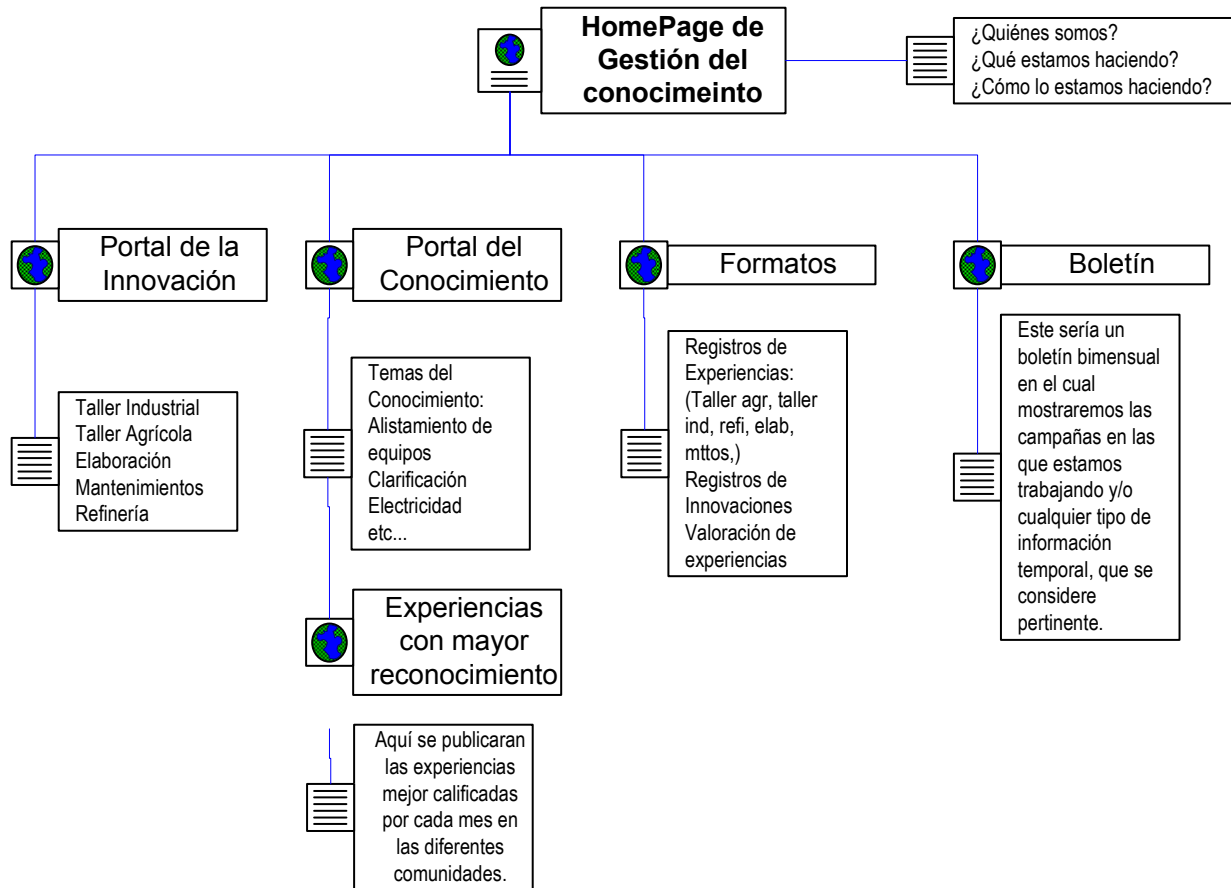 HomePage de
Gestión del
conocimeinto
¿Quiénes somos?
¿Qué estamos haciendo?
¿Cómo lo estamos haciendo?
Portal de la
Innovación
Portal del
Conocimiento
Formatos
Boletín
Taller Industrial
Taller Agrícola
Elaboración
Mantenimientos
Refinería
Temas del
Conocimiento:
Alistamiento de
equipos
Clarificación
Electricidad
etc...
Registros de
Experiencias:
(Taller agr, taller
ind, refi, elab,
mttos,)
Registros de
Innovaciones
Valoración de
experiencias
Este sería un
boletín bimensual
en el cual
mostraremos las
campañas en las
que estamos
trabajando y/o
cualquier tipo de
información
temporal, que se
considere
pertinente.
Experiencias
con mayor
reconocimiento
Aquí se publicaran
las experiencias
mejor calificadas
por cada mes en
las diferentes
comunidades.